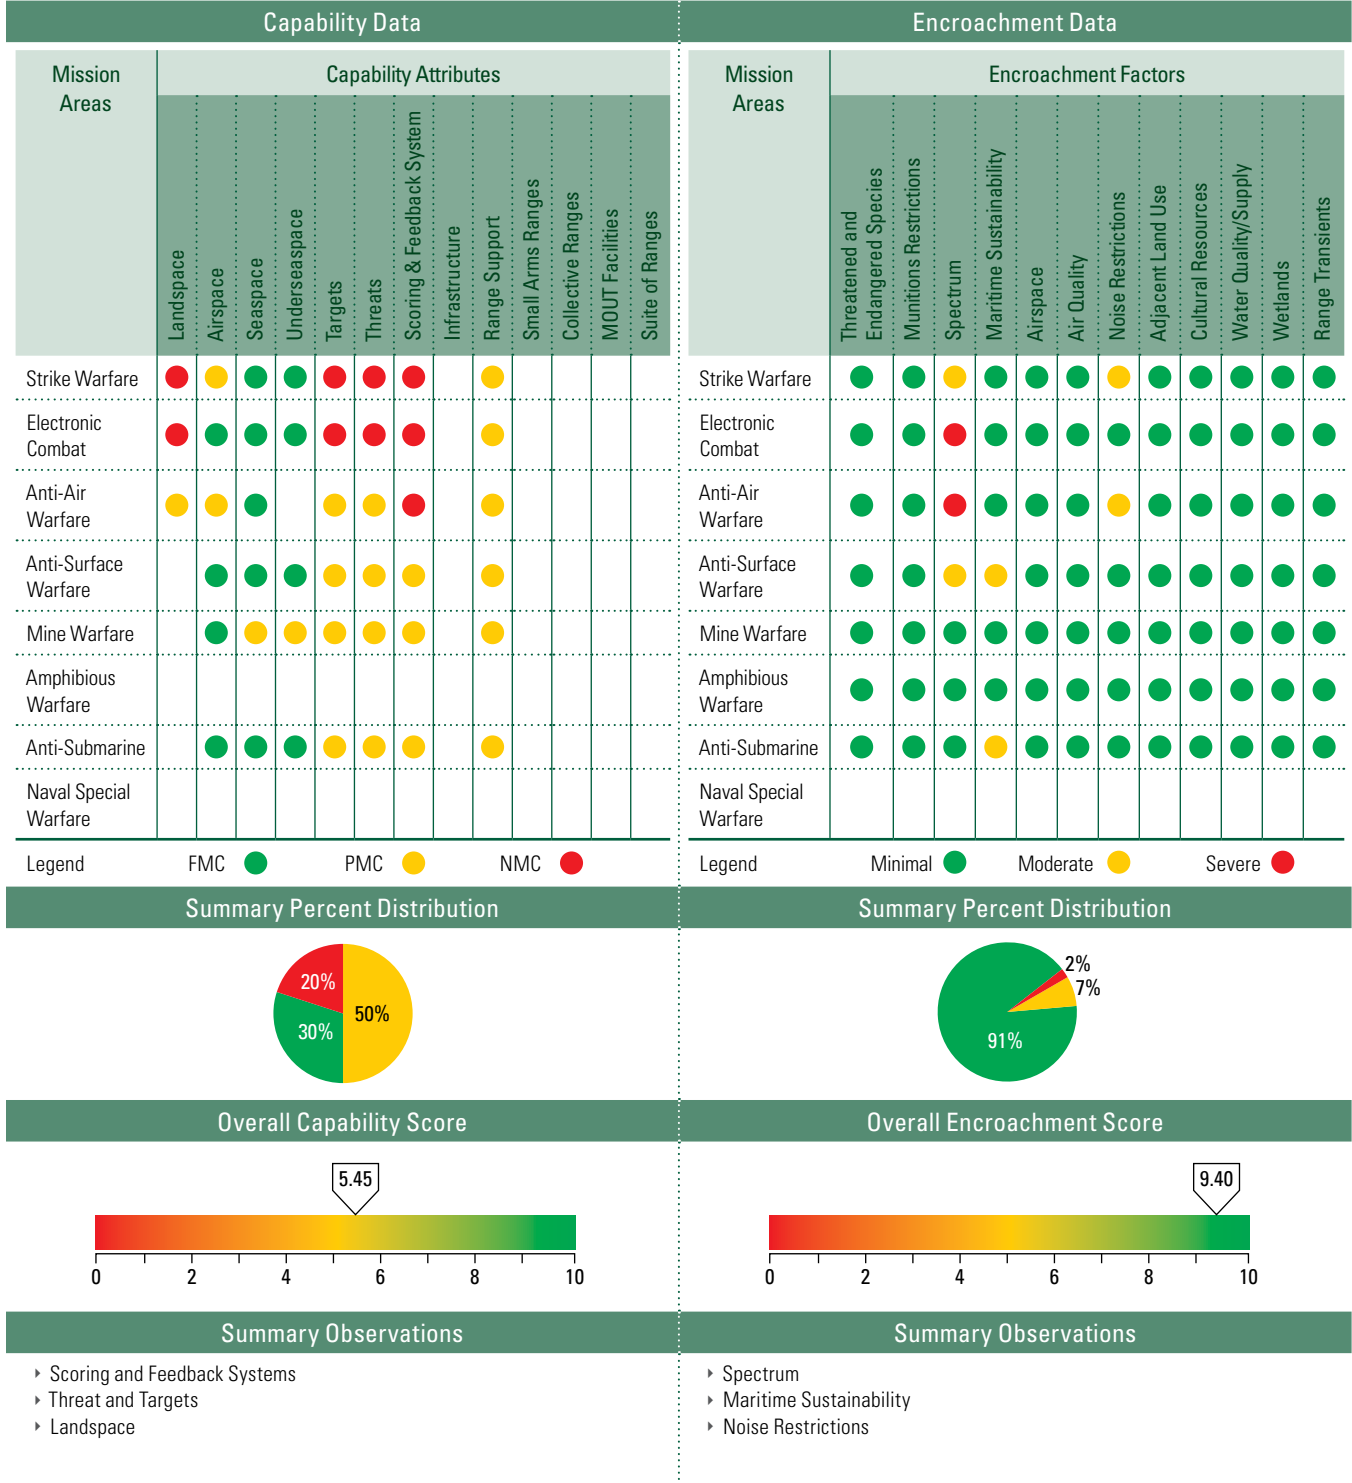 Capability Data
Mission
Areas
Capability Attributes
Landspace
Airspace
Seaspace
Underseaspace
Targets
Threats
Scoring & Feedback System
Infrastructure
Range Support
Small Arms Ranges
Collective Ranges
MOUT Facilities
Suite of Ranges
Strike Warfare
Electronic
Combat
Anti-Air
Warfare
Anti-Surface
Warfare
Mine Warfare
Amphibious
Warfare
Anti-Submarine
Naval Special
Warfare
Legend FMC PMC NMC
Summary Percent Distribution
20%
50%
30%
Overall Capability Score
5.45
0 2 4 6 8 10
Summary Observations
Scoring and Feedback Systems
Threat and Targets
Landspace
Encroachment Data
Mission
Areas
Encroachment Factors
Threatened and
Endangered Species
Munitions Restrictions
Spectrum
Maritime Sustainability
Airspace
Air Quality
Noise Restrictions
Adjacent Land Use
Cultural Resources
Water Quality/Supply
Wetlands
Range Transients
Strike Warfare
Electronic
Combat
Anti-Air
Warfare
Anti-Surface
Warfare
Mine Warfare
Amphibious
Warfare
Anti-Submarine
Naval Special
Warfare
Legend Minimal Moderate Severe
Summary Percent Distribution
2%
7%
91%
Overall Encroachment Score
9.40
0 2 4 6 8 10
Summary Observations
Spectrum
Maritime Sustainability
Noise Restrictions